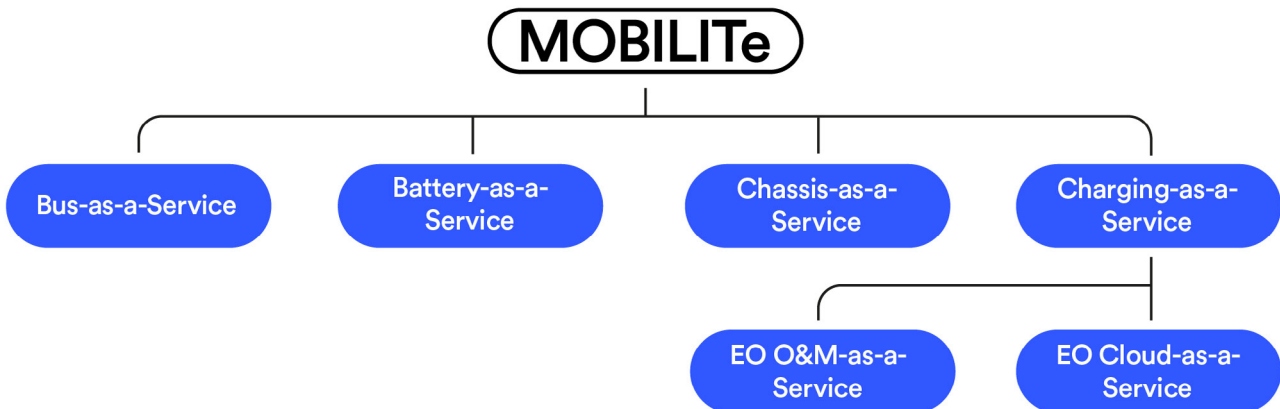 MOBILITe
Bus-as-a-Service
Battery-as-a-
Service
Chassis-as-a-
Service
Charging-as-a-
Service
EO O&M-as-a-
Service
EO Cloud-as-a-
Service